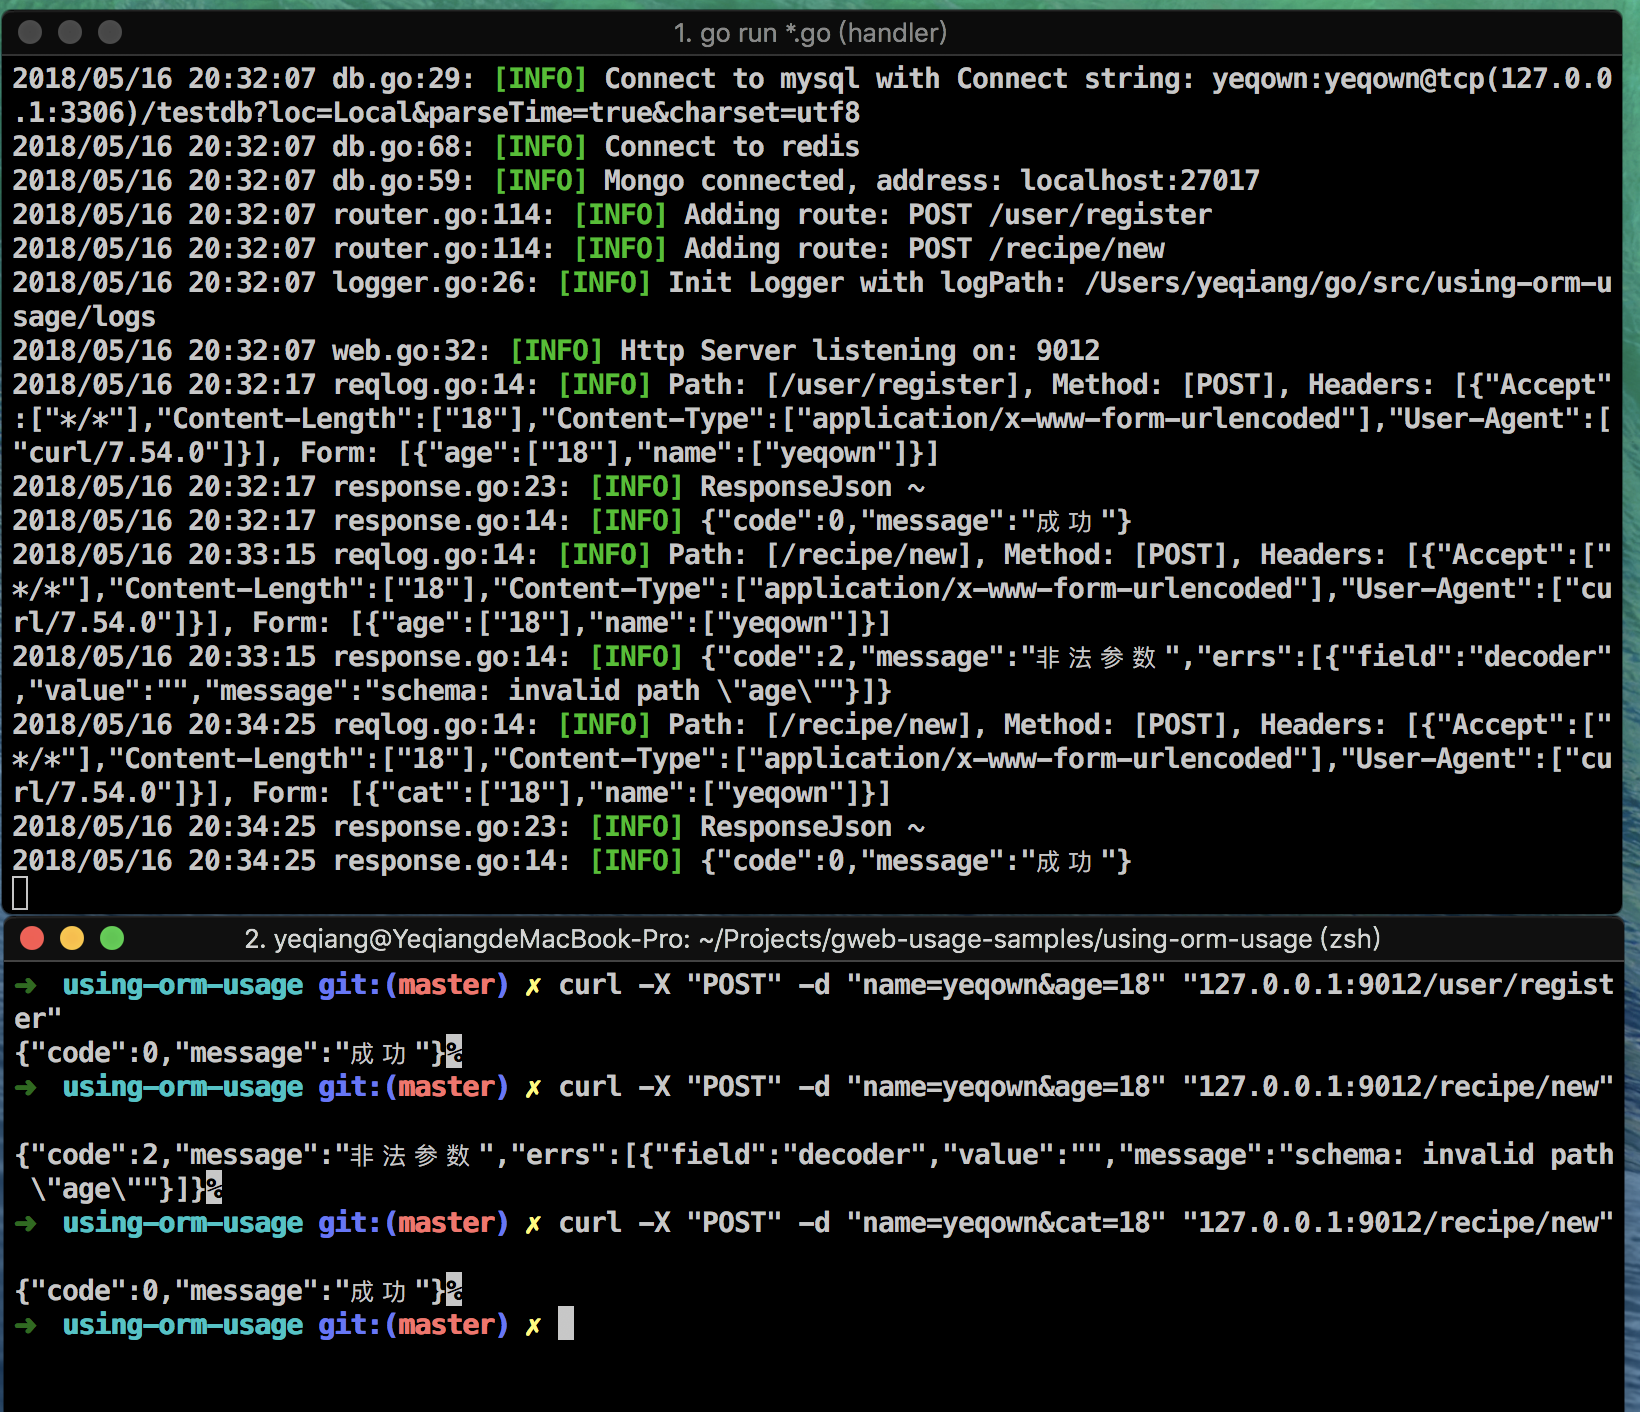 1. go run *.go (handler)
2018/05/16 20:32:07 db.go:29: [INFO] Connect to mysql with Connect string: yeqown:yeqown@tcp(127.0.0
.1:3306)/testdb?loc=Local&parseTime=true&charset=utf8
2018/05/16 20:32:07 db.go:68: [INFO] Connect to redis
2018/05/16 20:32:07 db.go:59: [INFO] Mongo connected, address: localhost:27017
2018/05/16 20:32:07 router.go:114: [INFO] Adding route: POST /user/register
2018/05/16 20:32:07 router.go:114: [INFO] Adding route: POST /recipe/new
2018/05/16 20:32:07 logger.go:26: [INFO] Init Logger with logPath: /Users/yeqiang/go/src/using-orm-u
sage/logs
2018/05/16 20:32:07 web.go:32: [INFO] Http Server listening on: 9012
2018/05/16 20:32:17 reqlog.go:14: [INFO] Path: [/user/register], Method: [POST], Headers: [{"Accept"
:["*/*"],"Content-Length":["18"],"Content-Type":["application/x-www-form-urlencoded"],"User-Agent":[
"curl/7.54.0"]}], Form: [{"age":["18"],"name":["yeqown"]}]
2018/05/16 20:32:17 response.go:23: [INFO] ResponseJson ~
2018/05/16 20:32:17 response.go:14: [INFO] {"code":0,"message":"成功"}
2018/05/16 20:33:15 reqlog.go:14: [INFO] Path: [/recipe/new], Method: [POST], Headers: [{"Accept":["
*/*"],"Content-Length":["18"],"Content-Type":["application/x-www-form-urlencoded"],"User-Agent":["cu
rl/7.54.0"]}], Form: [{"age":["18"],"name":["yeqown"]}]
2018/05/16 20:33:15 response.go:14: [INFO] {"code":2,"message":"非法参数","errs":[{"field":"decoder"
,"value":"","message":"schema: invalid path \"age\""}]}
2018/05/16 20:34:25 reqlog.go:14: [INFO] Path: [/recipe/new], Method: [POST], Headers: [{"Accept":["
*/*"],"Content-Length":["18"],"Content-Type":["application/x-www-form-urlencoded"],"User-Agent":["cu
rl/7.54.0"]}], Form: [{"cat":["18"],"name":["yeqown"]}]
2018/05/16 20:34:25 response.go:23: [INFO] ResponseJson ~
2018/05/16 20:34:25 response.go:14: [INFO] {"code":0,"message":"成功"}
2. yeqiang@YeqiangdeMacBook-Pro: ~/Projects/gweb-usage-samples/using-orm-usage (zsh)
➜ using-orm-usage git:(master) ✗ curl -X "POST" -d "name=yeqown&age=18" "127.0.0.1:9012/user/regist
er"
{"code":0,"message":"成功"}%
➜ using-orm-usage git:(master) ✗ curl -X "POST" -d "name=yeqown&age=18" "127.0.0.1:9012/recipe/new"
{"code":2,"message":"非法参数","errs":[{"field":"decoder","value":"","message":"schema: invalid path
 \"age\""}]}%
➜ using-orm-usage git:(master) ✗ curl -X "POST" -d "name=yeqown&cat=18" "127.0.0.1:9012/recipe/new"
{"code":0,"message":"成功"}%
➜ using-orm-usage git:(master) ✗